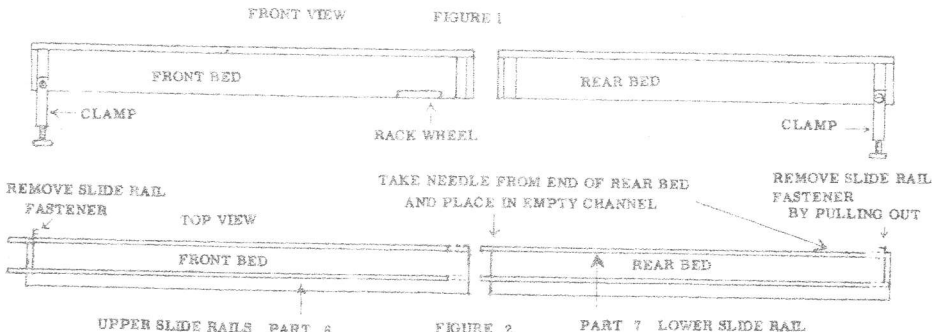 FRONT VIEW FIGURE 1
FRONT BED
REAR BED
CLAMP
RACK WHEEL
CLAMP
REMOVE SLIDE RAIL
FASTENER
TAKE NEEDLE FROM END OF REAR BED
AND PLACE IN EMPTY CHANNEL
REMOVE SLIDE RAIL
FASTENER
BY PULLING OUT
TOP VIEW
FRONT BED
REAR BED
UPPER SLIDE RAILS PART 6
FIGURE 2
PART 7 LOWER SLIDE RAIL